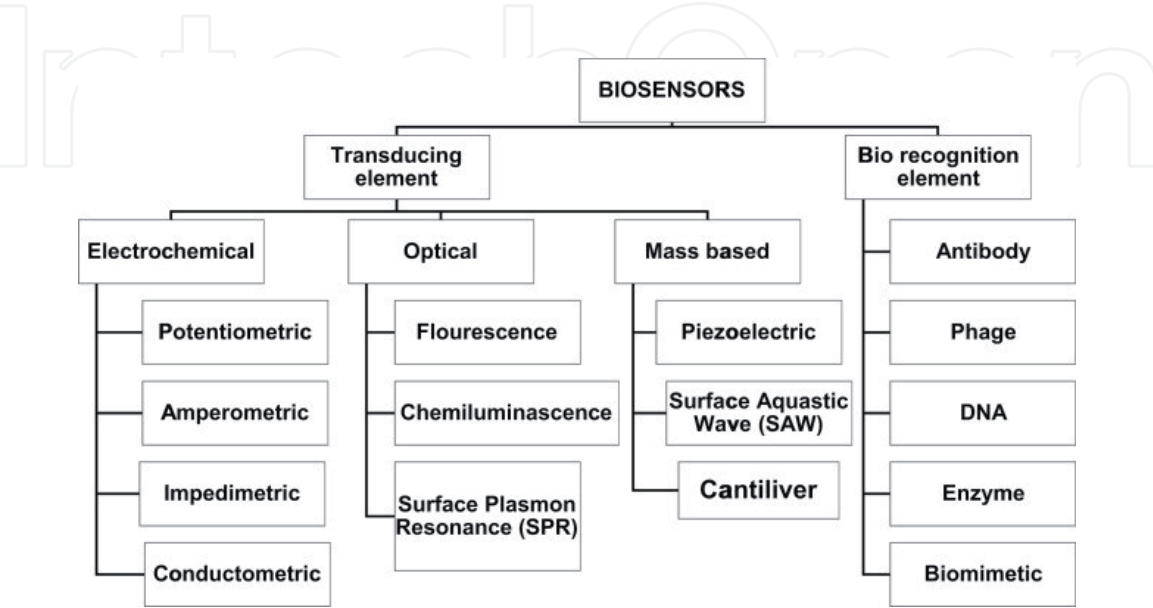 IntechOpen
BIOSENSORS
Transducing
element
Bio recognition
element
Electrochemical
Optical
Mass based
Antibody
Potentiometric
Flourescence
Piezoelectric
Phage
Amperometric
Chemiluminascence
Surface Aquastic
Wave (SAW)
DNA
Impedimetric
Surface Plasmon
Resonance (SPR)
Cantiliver
Enzyme
Conductometric
Biomimetic